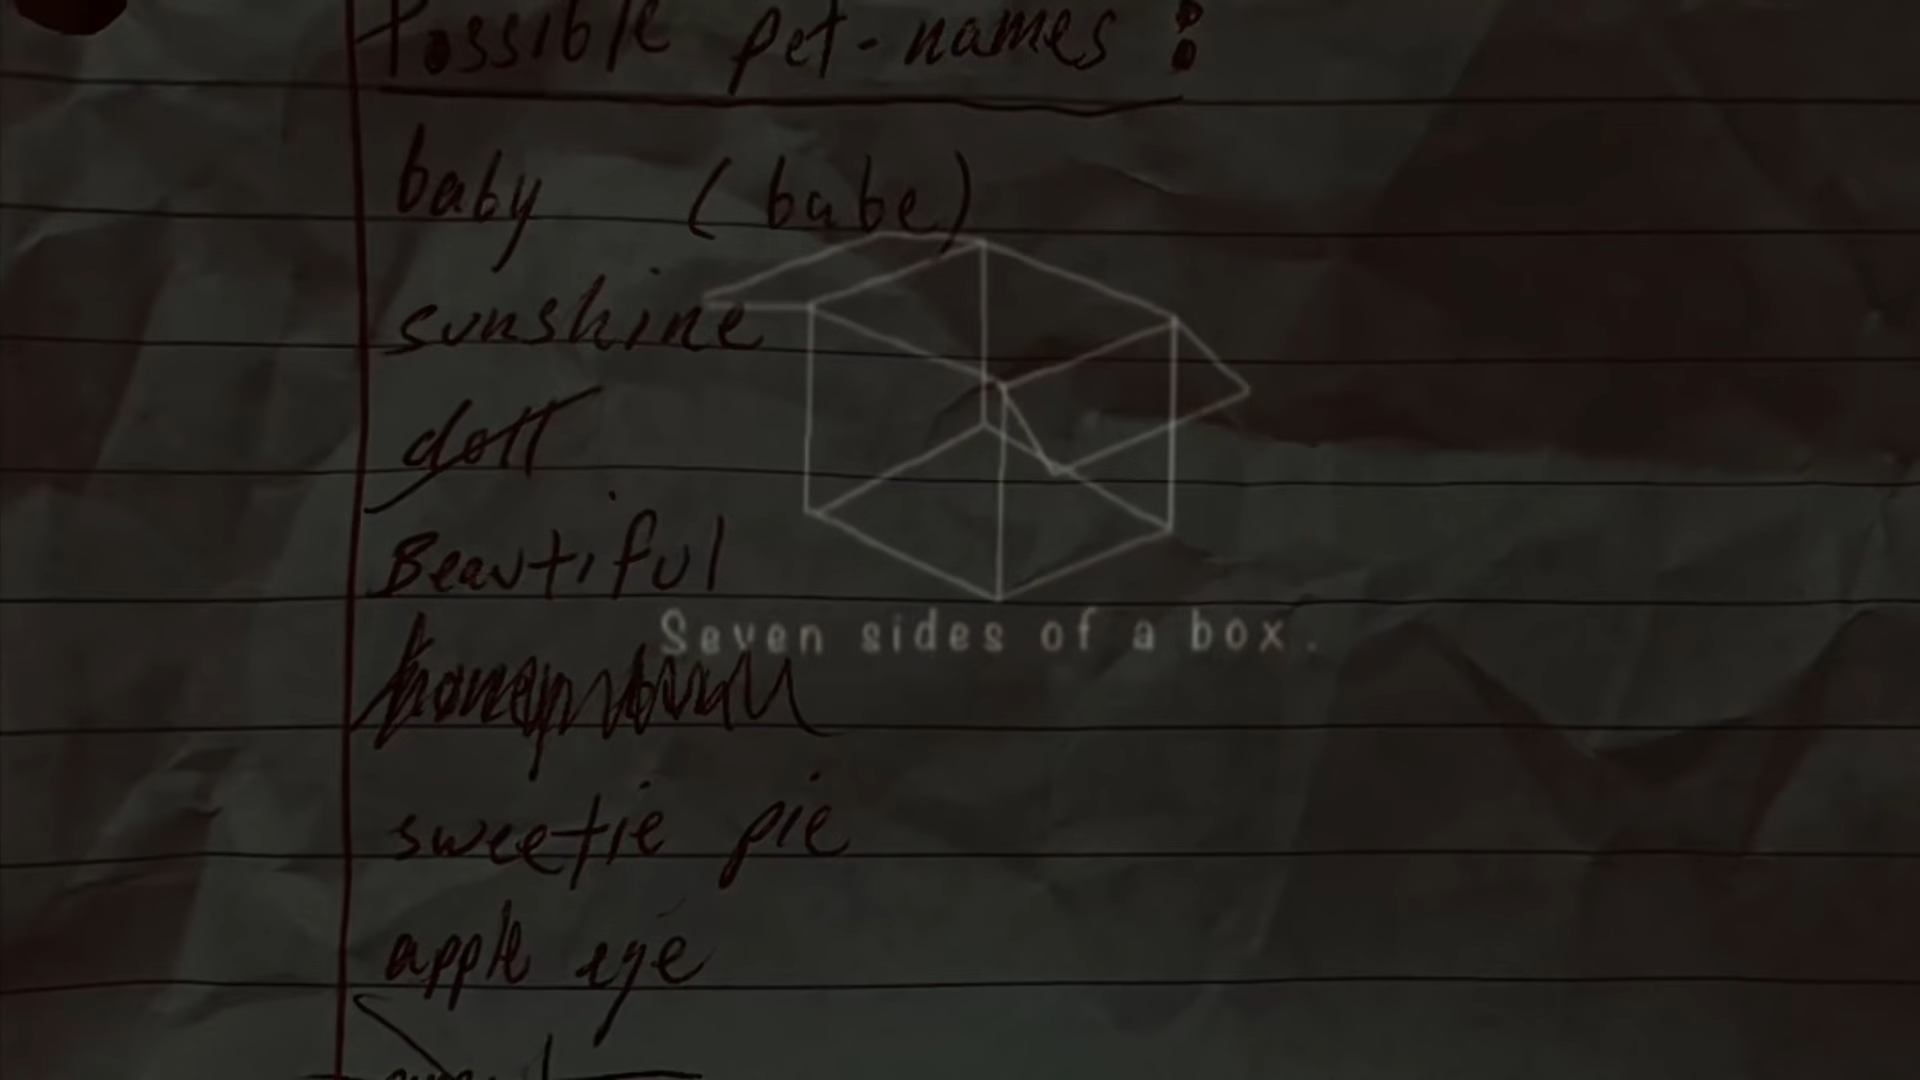 Possible pet-names:
baby (babe)
sunshine
doll
Beautiful
Seven sides of a box.
sweetie pie
apple eye